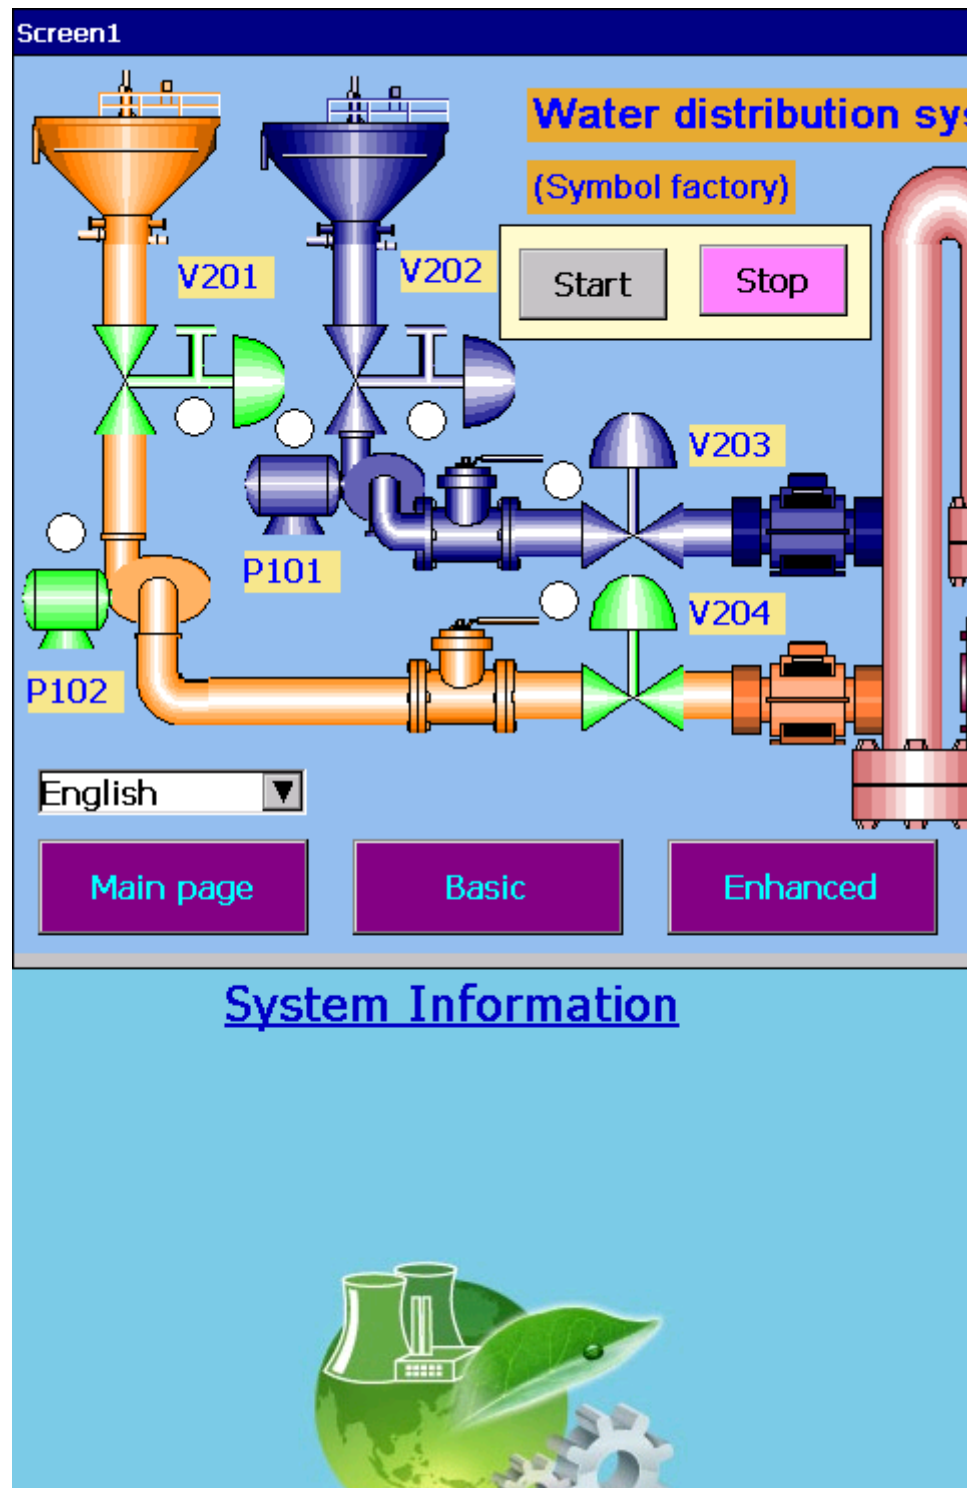 Screen1
Water distribution sys
(Symbol factory)
V201
V202
Start
Stop
V203
P101
V204
P102
English
Main page
Basic
Enhanced
System Information